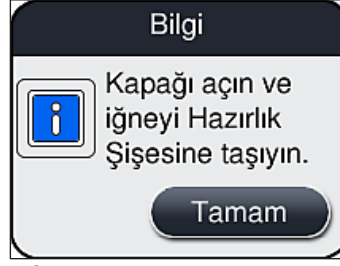 Bilgi
Kapağı açın ve
iğneyi Hazırlık
Şişesine taşıyın.
Tamam